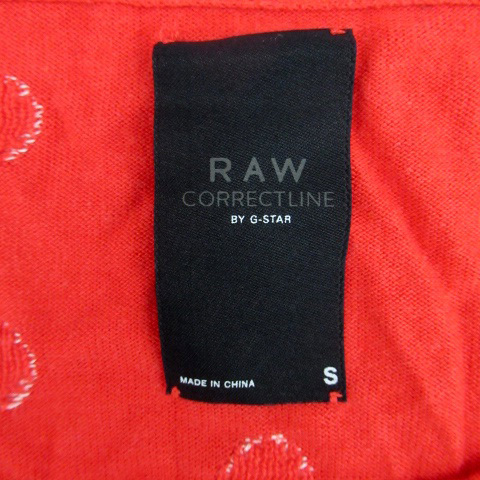 RAW
CORRECTLINE
BY G-STAR
MADE IN CHINA
S